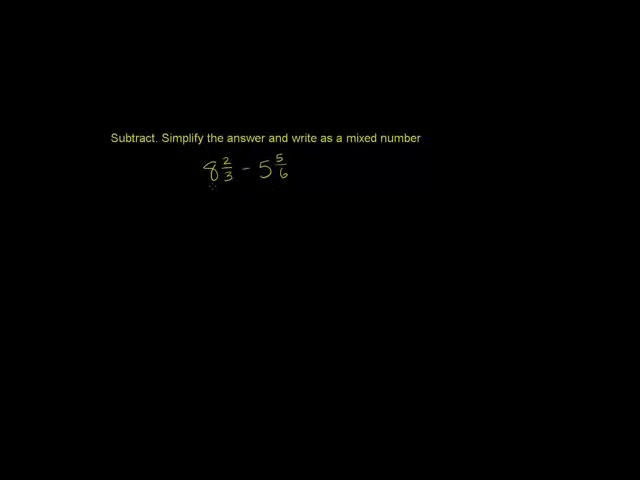 Subtract. Simplify the answer and write as a mixed number
8 2/3 - 5 5/6